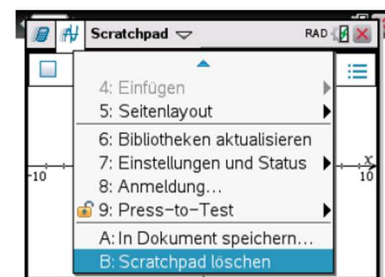 Scratchpad RAD
4: Einfügen
5: Seitenlayout
6: Bibliotheken aktualisieren
7: Einstellungen und Status
8: Anmeldung...
9: Press-to-Test
A: In Dokument speichern...
B: Scratchpad löschen
x
-10 10